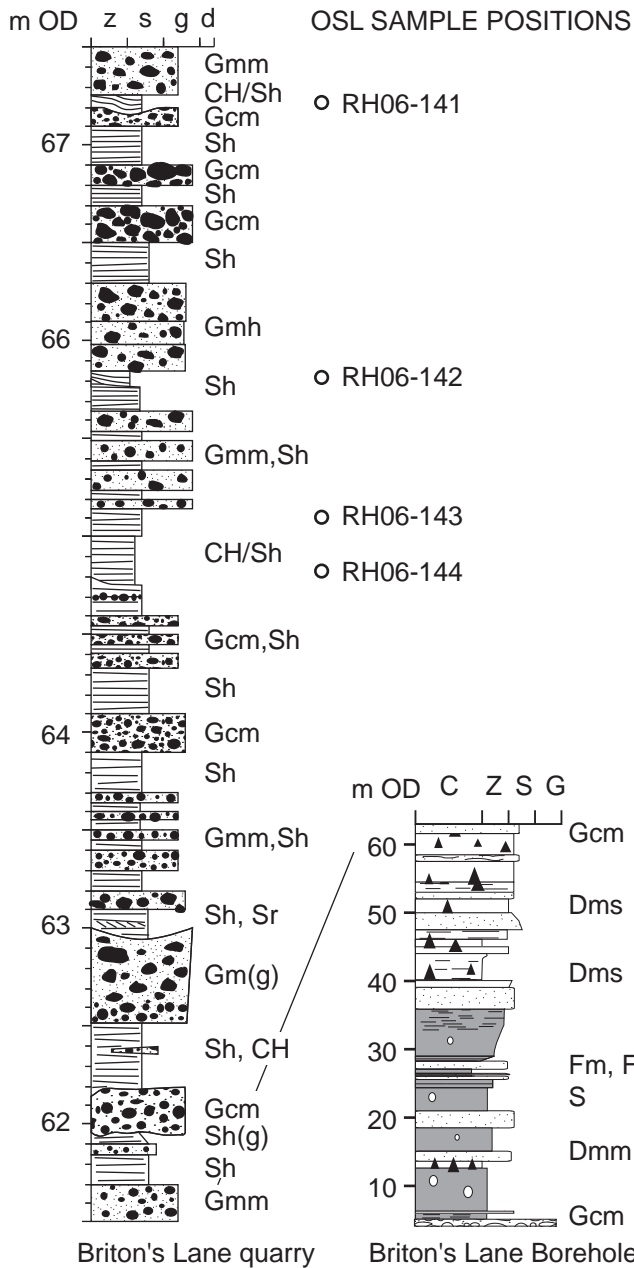 m OD z s g d
OSL SAMPLE POSITIONS
Gmm
CH/Sh
RH06-141
Gcm
67
Sh
Gcm
Sh
Gcm
Sh
66
Gmh
Sh
RH06-142
Gmm,Sh
RH06-143
CH/Sh
RH06-144
Gcm,Sh
Sh
64
Gcm
Sh
Gmm,Sh
63
Sh, Sr
Gm(g)
Sh, CH
62
Gcm
Sh(g)
Sh
Gmm
Briton's Lane quarry
m OD C Z S G
Gcm
60
Dms
50
Dms
40
30
Fm, F
S
20
Dmm
10
Gcm
Briton's Lane Borehole